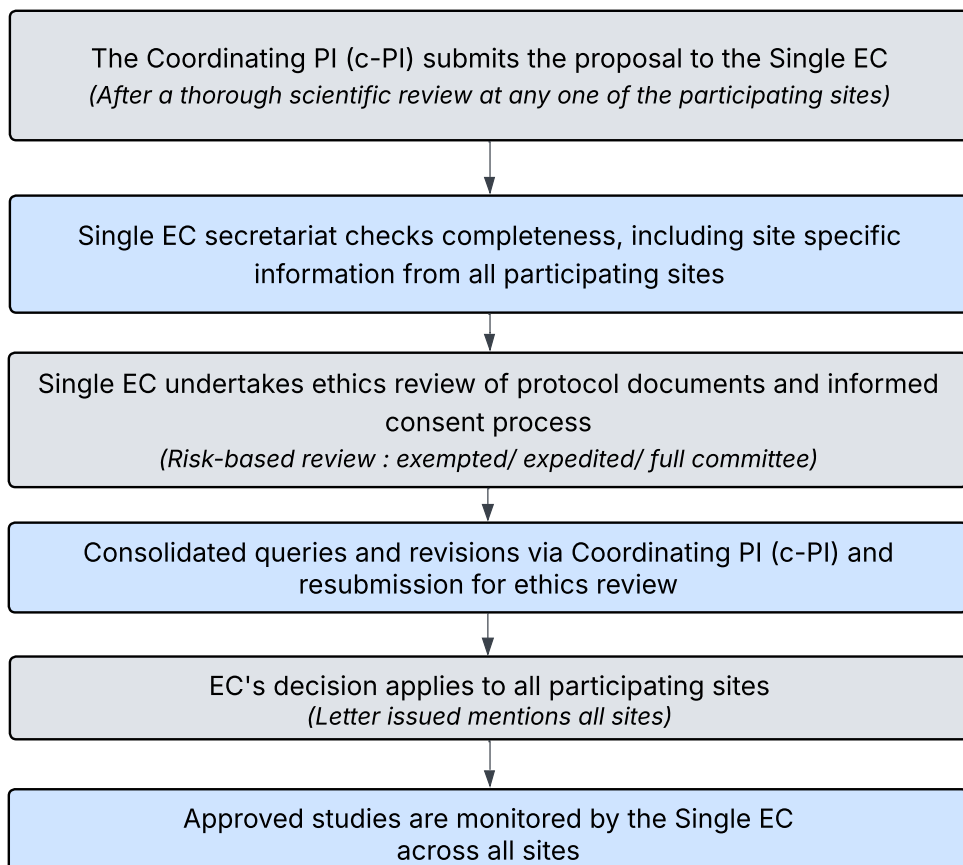 The Coordinating PI (c-PI) submits the proposal to the Single EC
(After a thorough scientific review at any one of the participating sites)
Single EC secretariat checks completeness, including site specific
information from all participating sites
Single EC undertakes ethics review of protocol documents and informed
consent process
(Risk-based review : exempted/ expedited/ full committee)
Consolidated queries and revisions via Coordinating PI (c-PI) and
resubmission for ethics review
EC's decision applies to all participating sites
(Letter issued mentions all sites)
Approved studies are monitored by the Single EC
across all sites